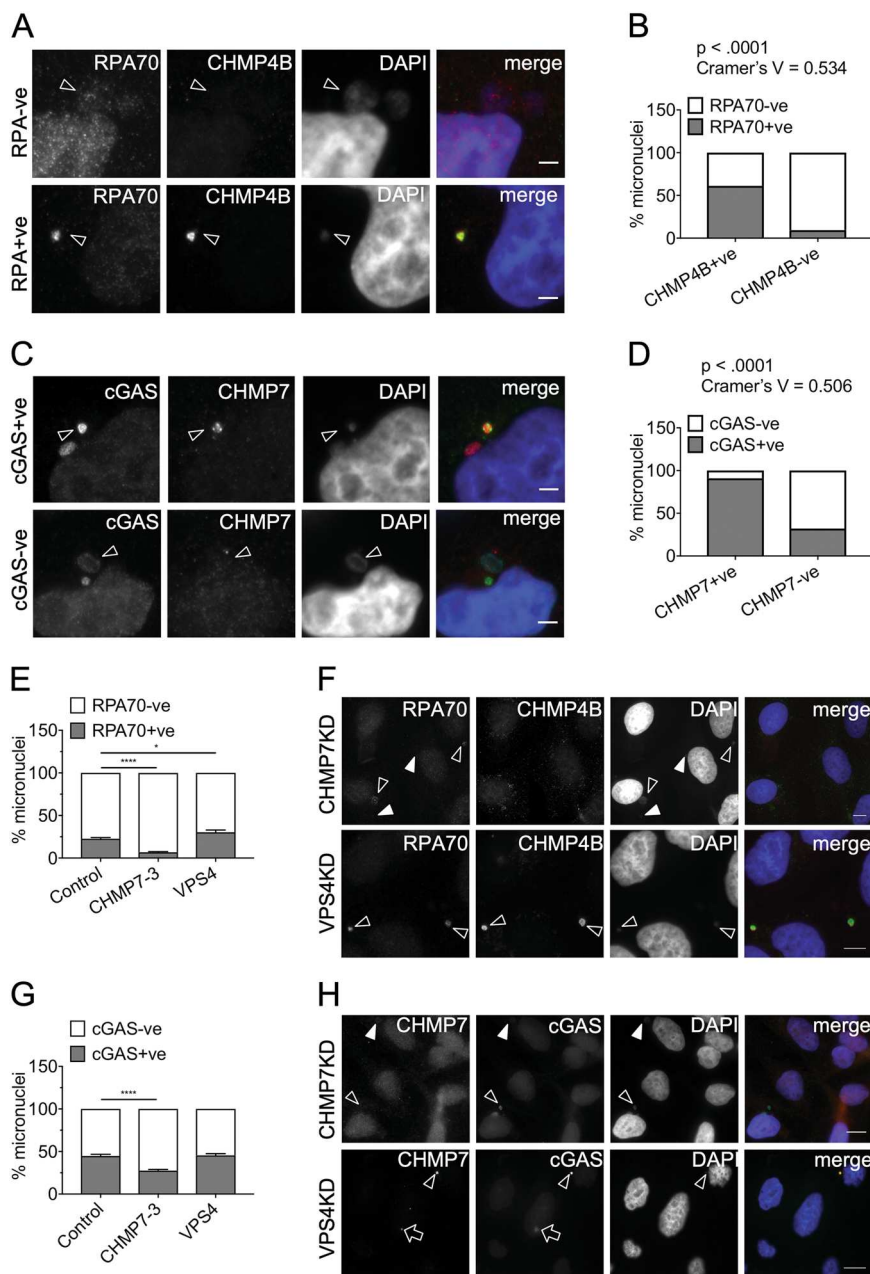 A
RPA70
CHMP4B
DAPI
merge
RPA-ve
RPA70
CHMP4B
DAPI
merge
RPA+ve
B
p < .0001
Cramer's V = 0.534
RPA70-ve
RPA70+ve
% micronuclei
150
100
50
0
CHMP4B+ve
CHMP4B-ve
C
cGAS
CHMP7
DAPI
merge
cGAS+ve
cGAS
CHMP7
DAPI
merge
cGAS-ve
D
p < .0001
Cramer's V = 0.506
cGAS-ve
cGAS+ve
% micronuclei
150
100
50
0
CHMP7+ve
CHMP7-ve
E
RPA70-ve
RPA70+ve
% micronuclei
150
100
50
0
*
****
Control
CHMP7-3
VPS4
F
RPA70
CHMP4B
DAPI
merge
CHMP7KD
RPA70
CHMP4B
DAPI
merge
VPS4KD
G
cGAS-ve
cGAS+ve
% micronuclei
150
100
50
0
****
Control
CHMP7-3
VPS4
H
CHMP7
cGAS
DAPI
merge
CHMP7KD
CHMP7
cGAS
DAPI
merge
VPS4KD